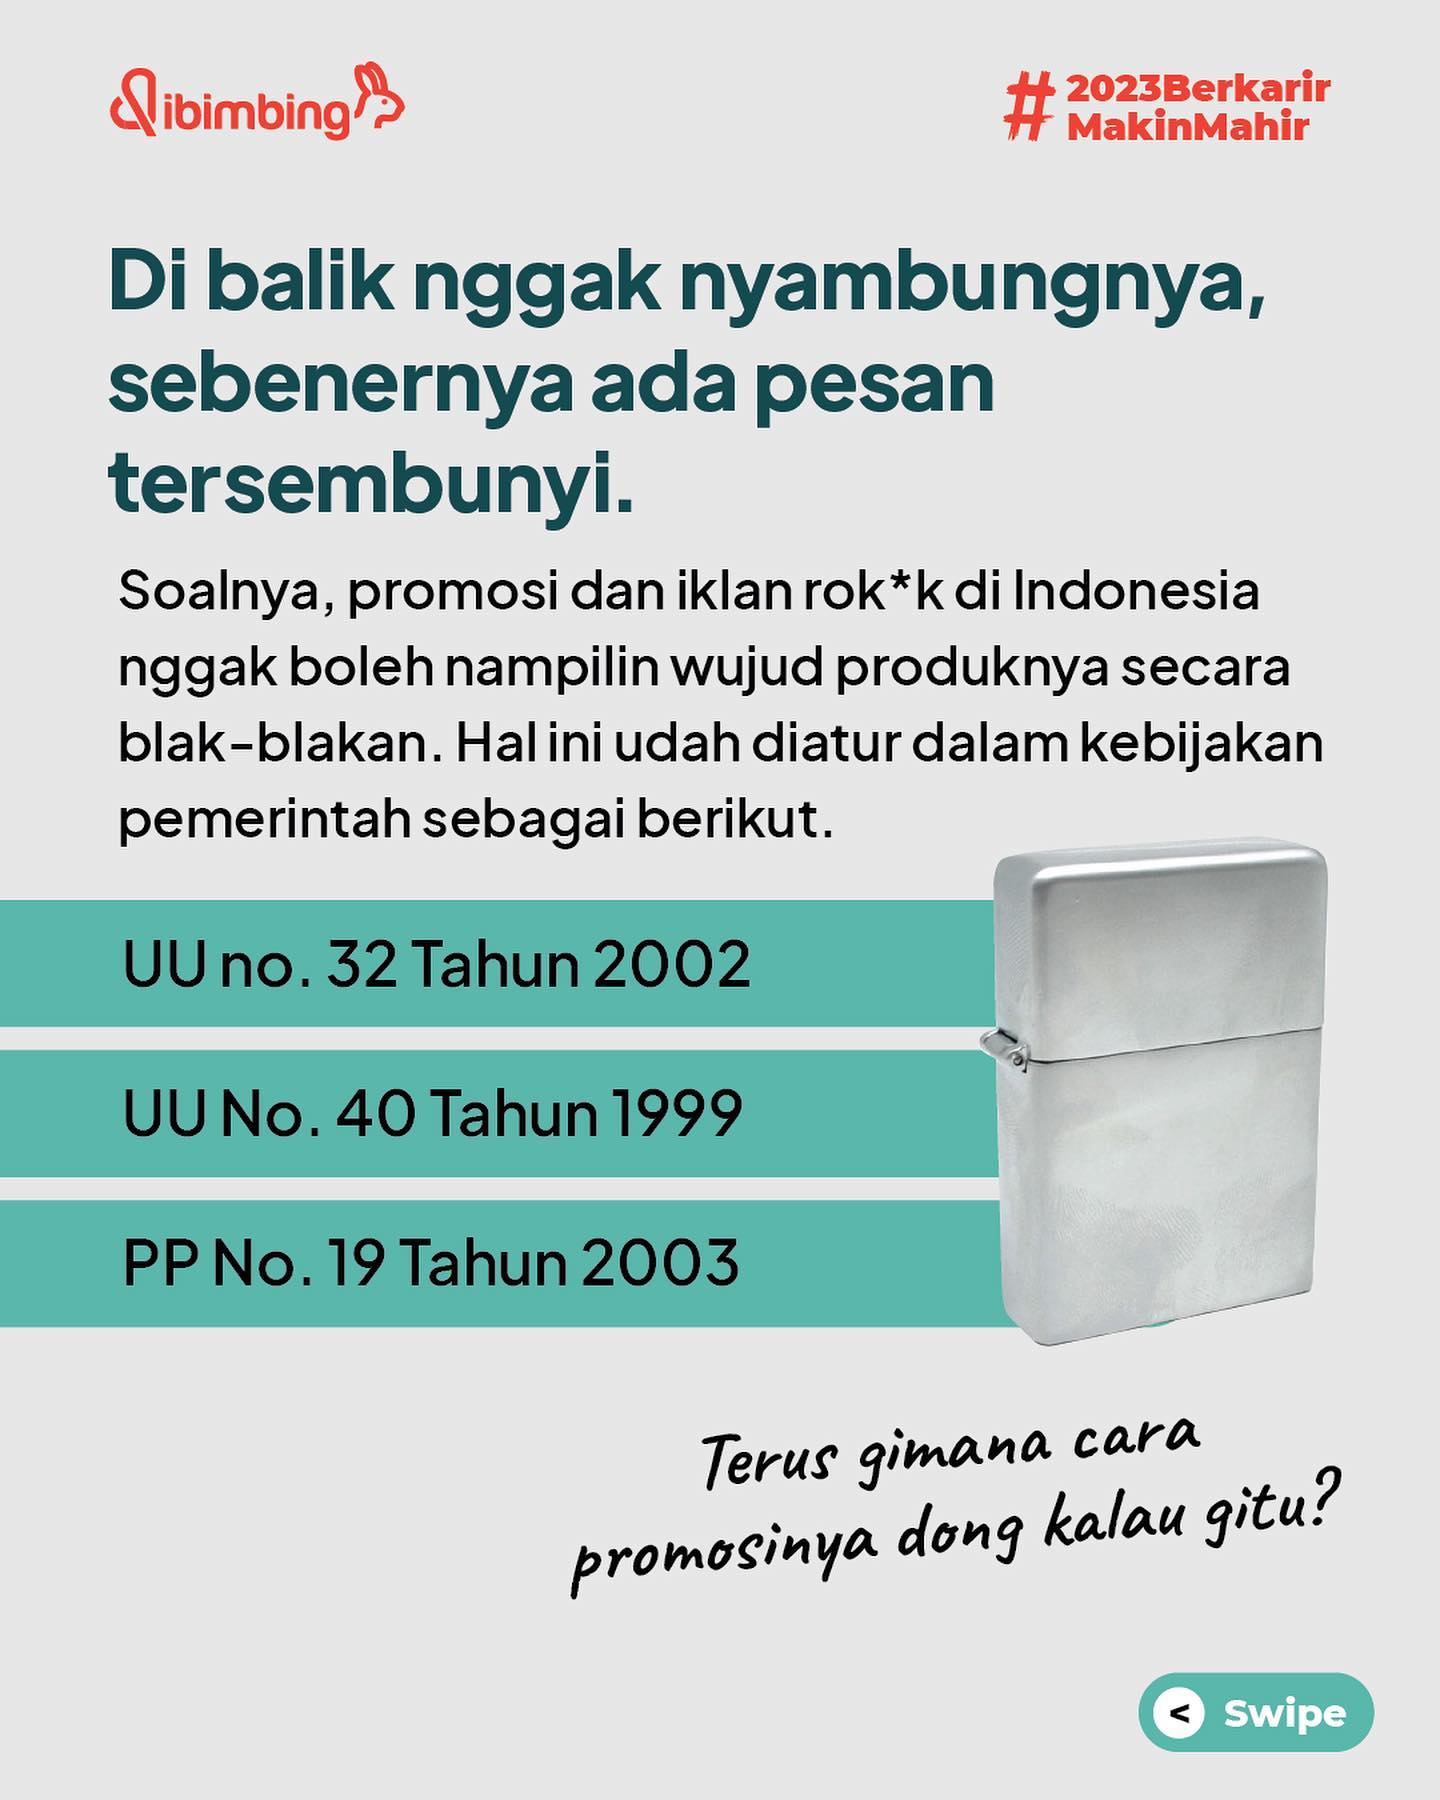 dibimbing
#2023Berkarir
MakinMahir
Di balik nggak nyambungnya,
sebenernya ada pesan
tersembunyi.
Soalnya, promosi dan iklan rok*k di Indonesia
nggak boleh nampilin wujud produknya secara
blak-blakan. Hal ini udah diatur dalam kebijakan
pemerintah sebagai berikut.
UU no. 32 Tahun 2002
UU No. 40 Tahun 1999
PP No. 19 Tahun 2003
Terus gimana cara
promosinya dong kalau gitu?
< Swipe